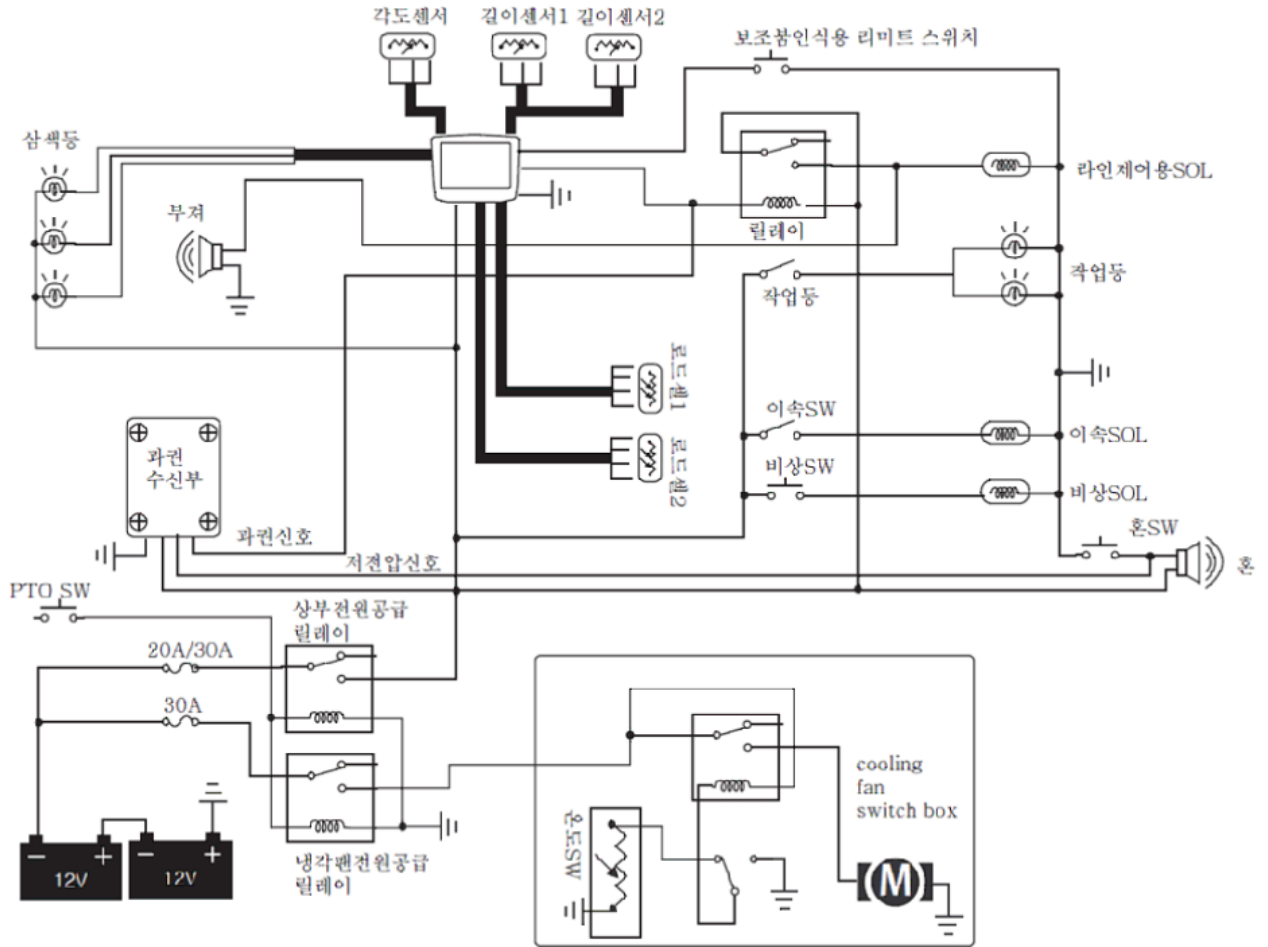 각도센서
길이센서1
길이센서2
보조붐인식용 리미트 스위치
삼색등
부져
릴레이
라인제어용SOL
작업등
작업등
로드셀1
로드셀2
이속SW
이속SOL
비상SW
비상SOL
과권
수신부
과권신호
저전압신호
혼SW
혼
PTO SW
상부전원공급
릴레이
20A/30A
30A
냉각팬전원공급
릴레이
- +
12V
- +
12V
온도SW
cooling
fan
switch box
M